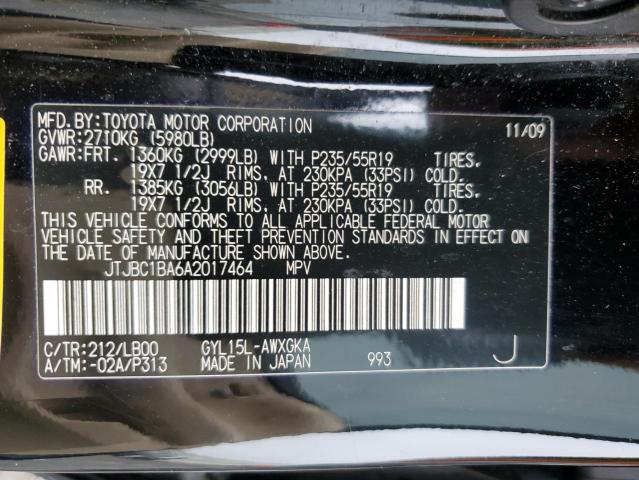 MFD.BY:TOYOTA MOTOR CORPORATION 11/09
GVWR:2710KG (5980LB)
GAWR:FRT. 1360KG (2999LB) WITH P235/55R19 TIRES.
19X7 1/2J RIMS. AT 230KPA (33PSI) COLD.
RR. 1385KG (3056LB) WITH P235/55R19 TIRES.
19X7 1/2J RIMS. AT 230KPA (33PSI) COLD.
THIS VEHICLE CONFORMS TO ALL APPLICABLE FEDERAL MOTOR
VEHICLE SAFETY AND THEFT PREVENTION STANDARDS IN EFFECT ON
THE DATE OF MANUFACTURE SHOWN ABOVE.
JTJBC1BA6A2017464 MPV
C/TR:212/LB00 GYL15L-AWXGKA
A/TM:-02A/P313 MADE IN JAPAN 993 J